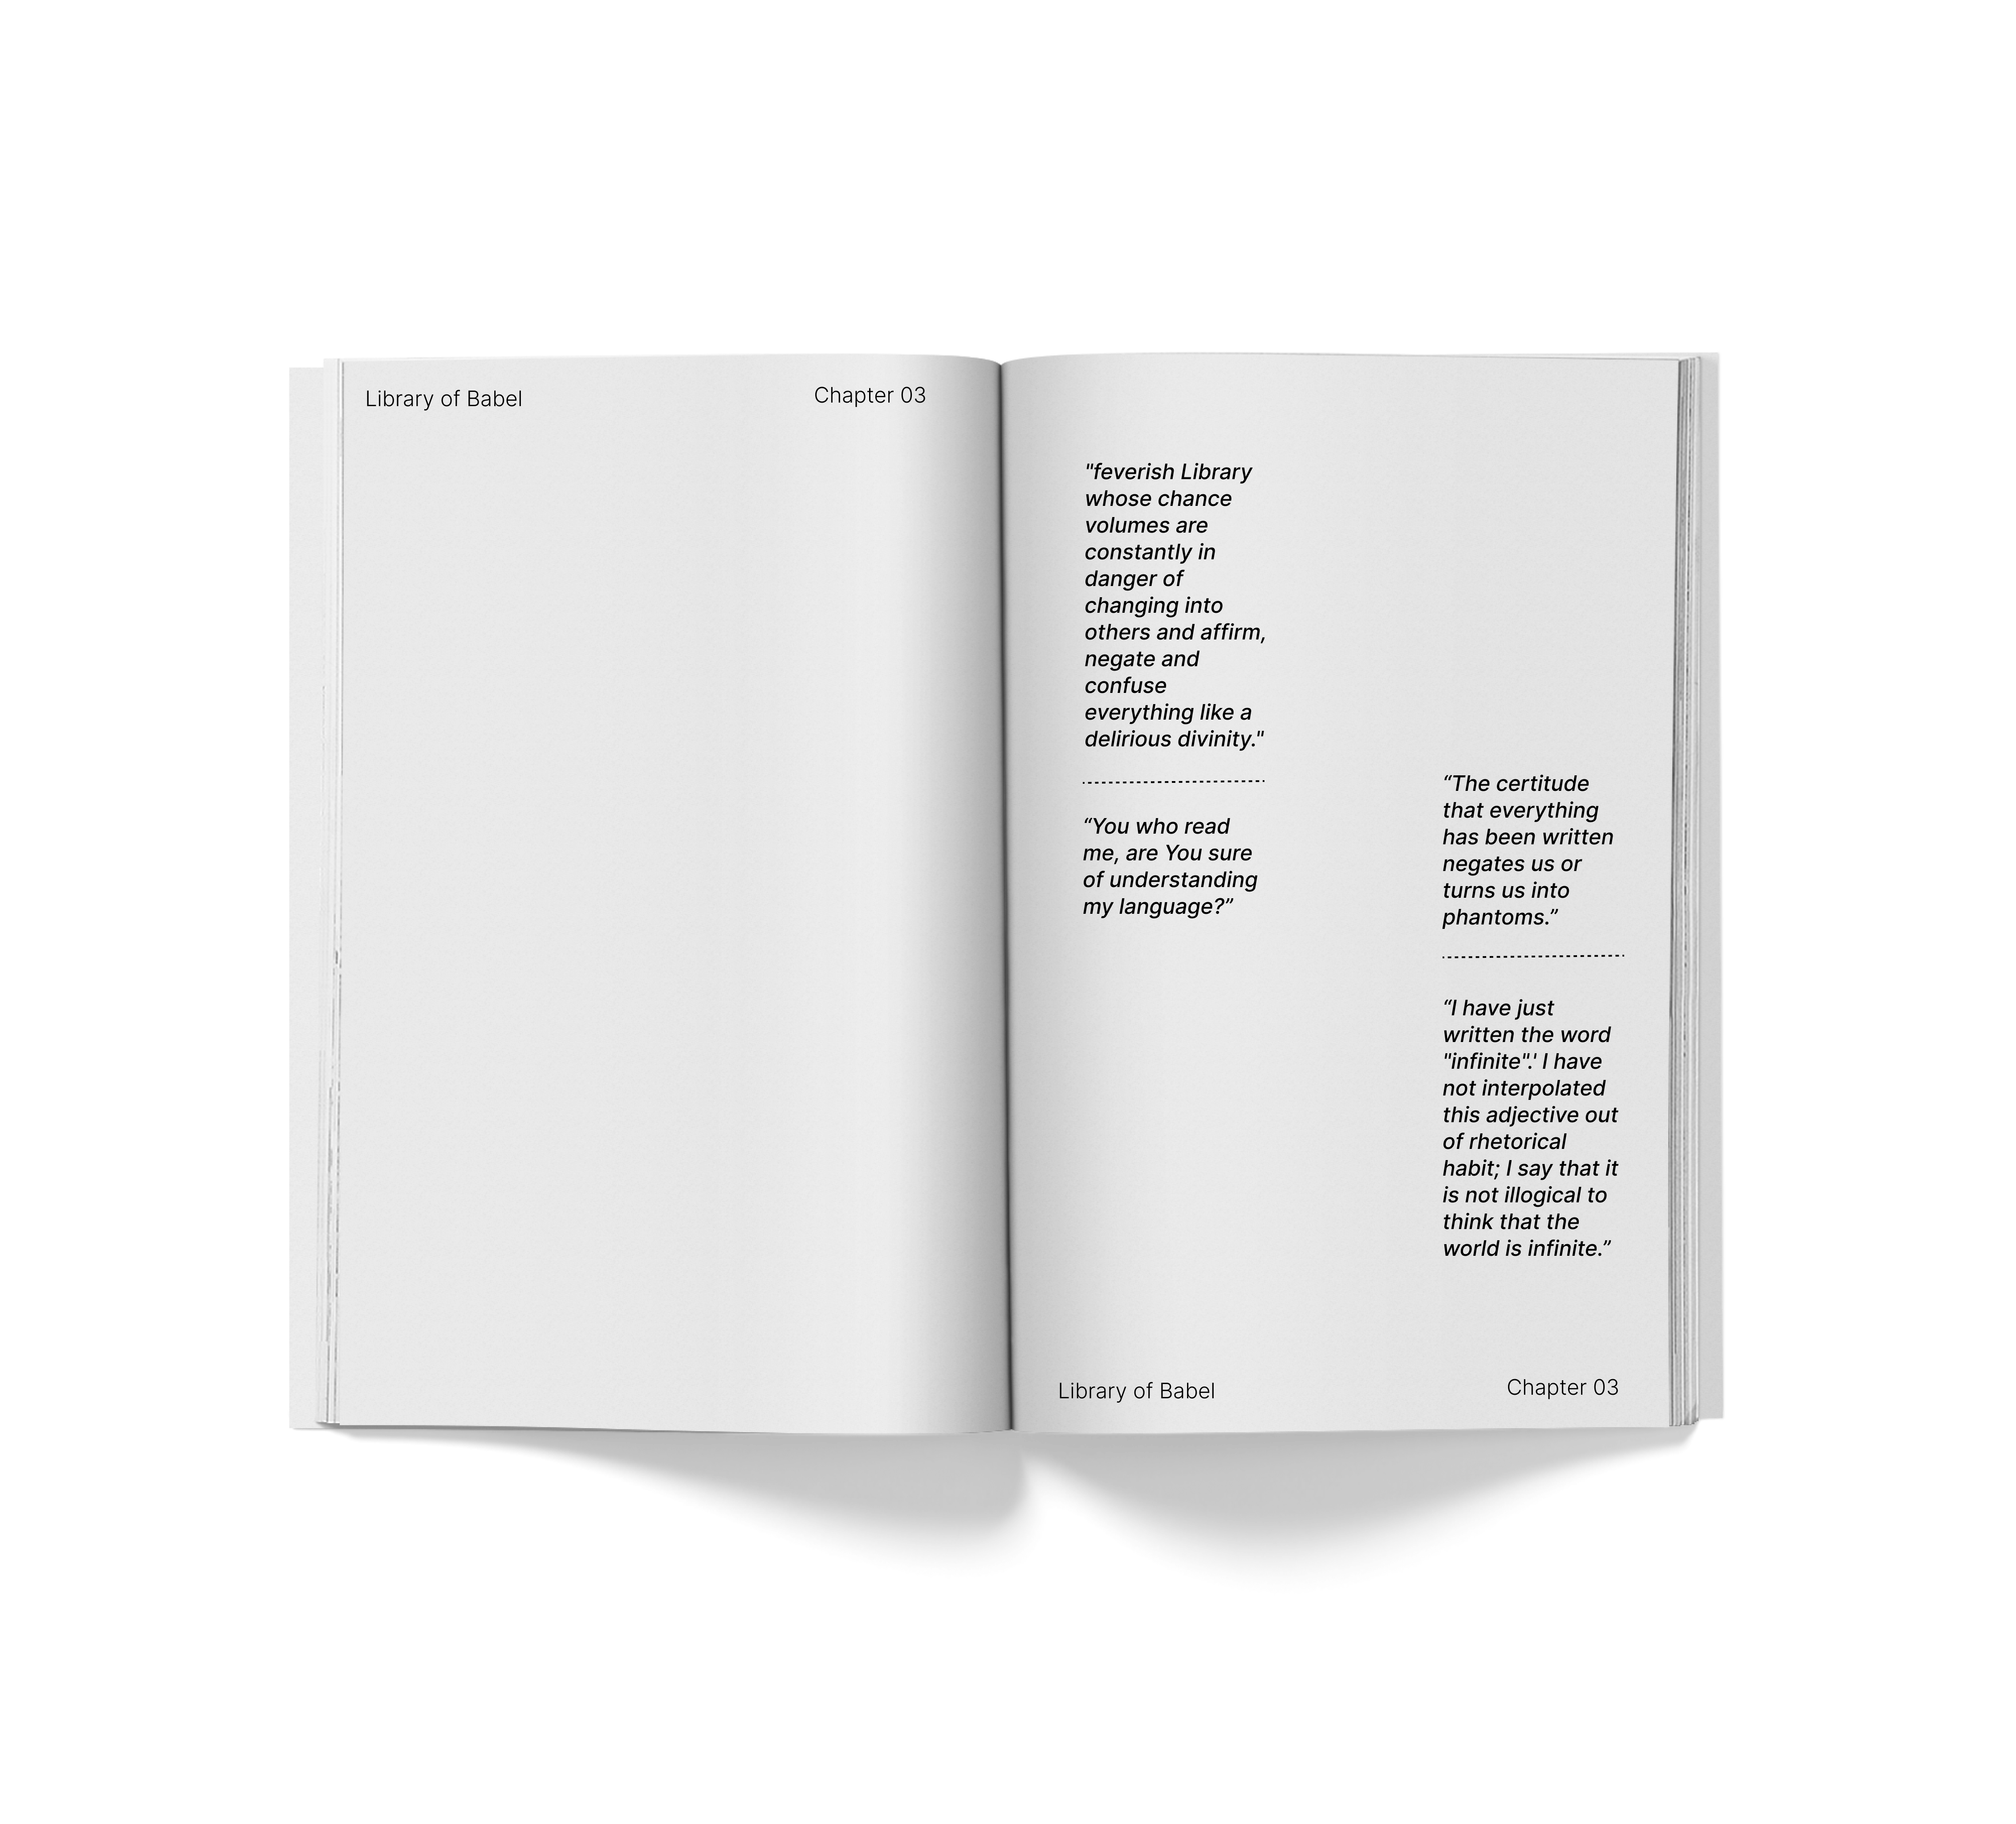 Library of Babel
Chapter 03
"feverish Library
whose chance
volumes are
constantly in
danger of
changing into
others and affirm,
negate and
confuse
everything like a
delirious divinity."
“You who read
me, are You sure
of understanding
my language?”
“The certitude
that everything
has been written
negates us or
turns us into
phantoms.”
“I have just
written the word
"infinite".' I have
not interpolated
this adjective out
of rhetorical
habit; I say that it
is not illogical to
think that the
world is infinite.”
Library of Babel
Chapter 03